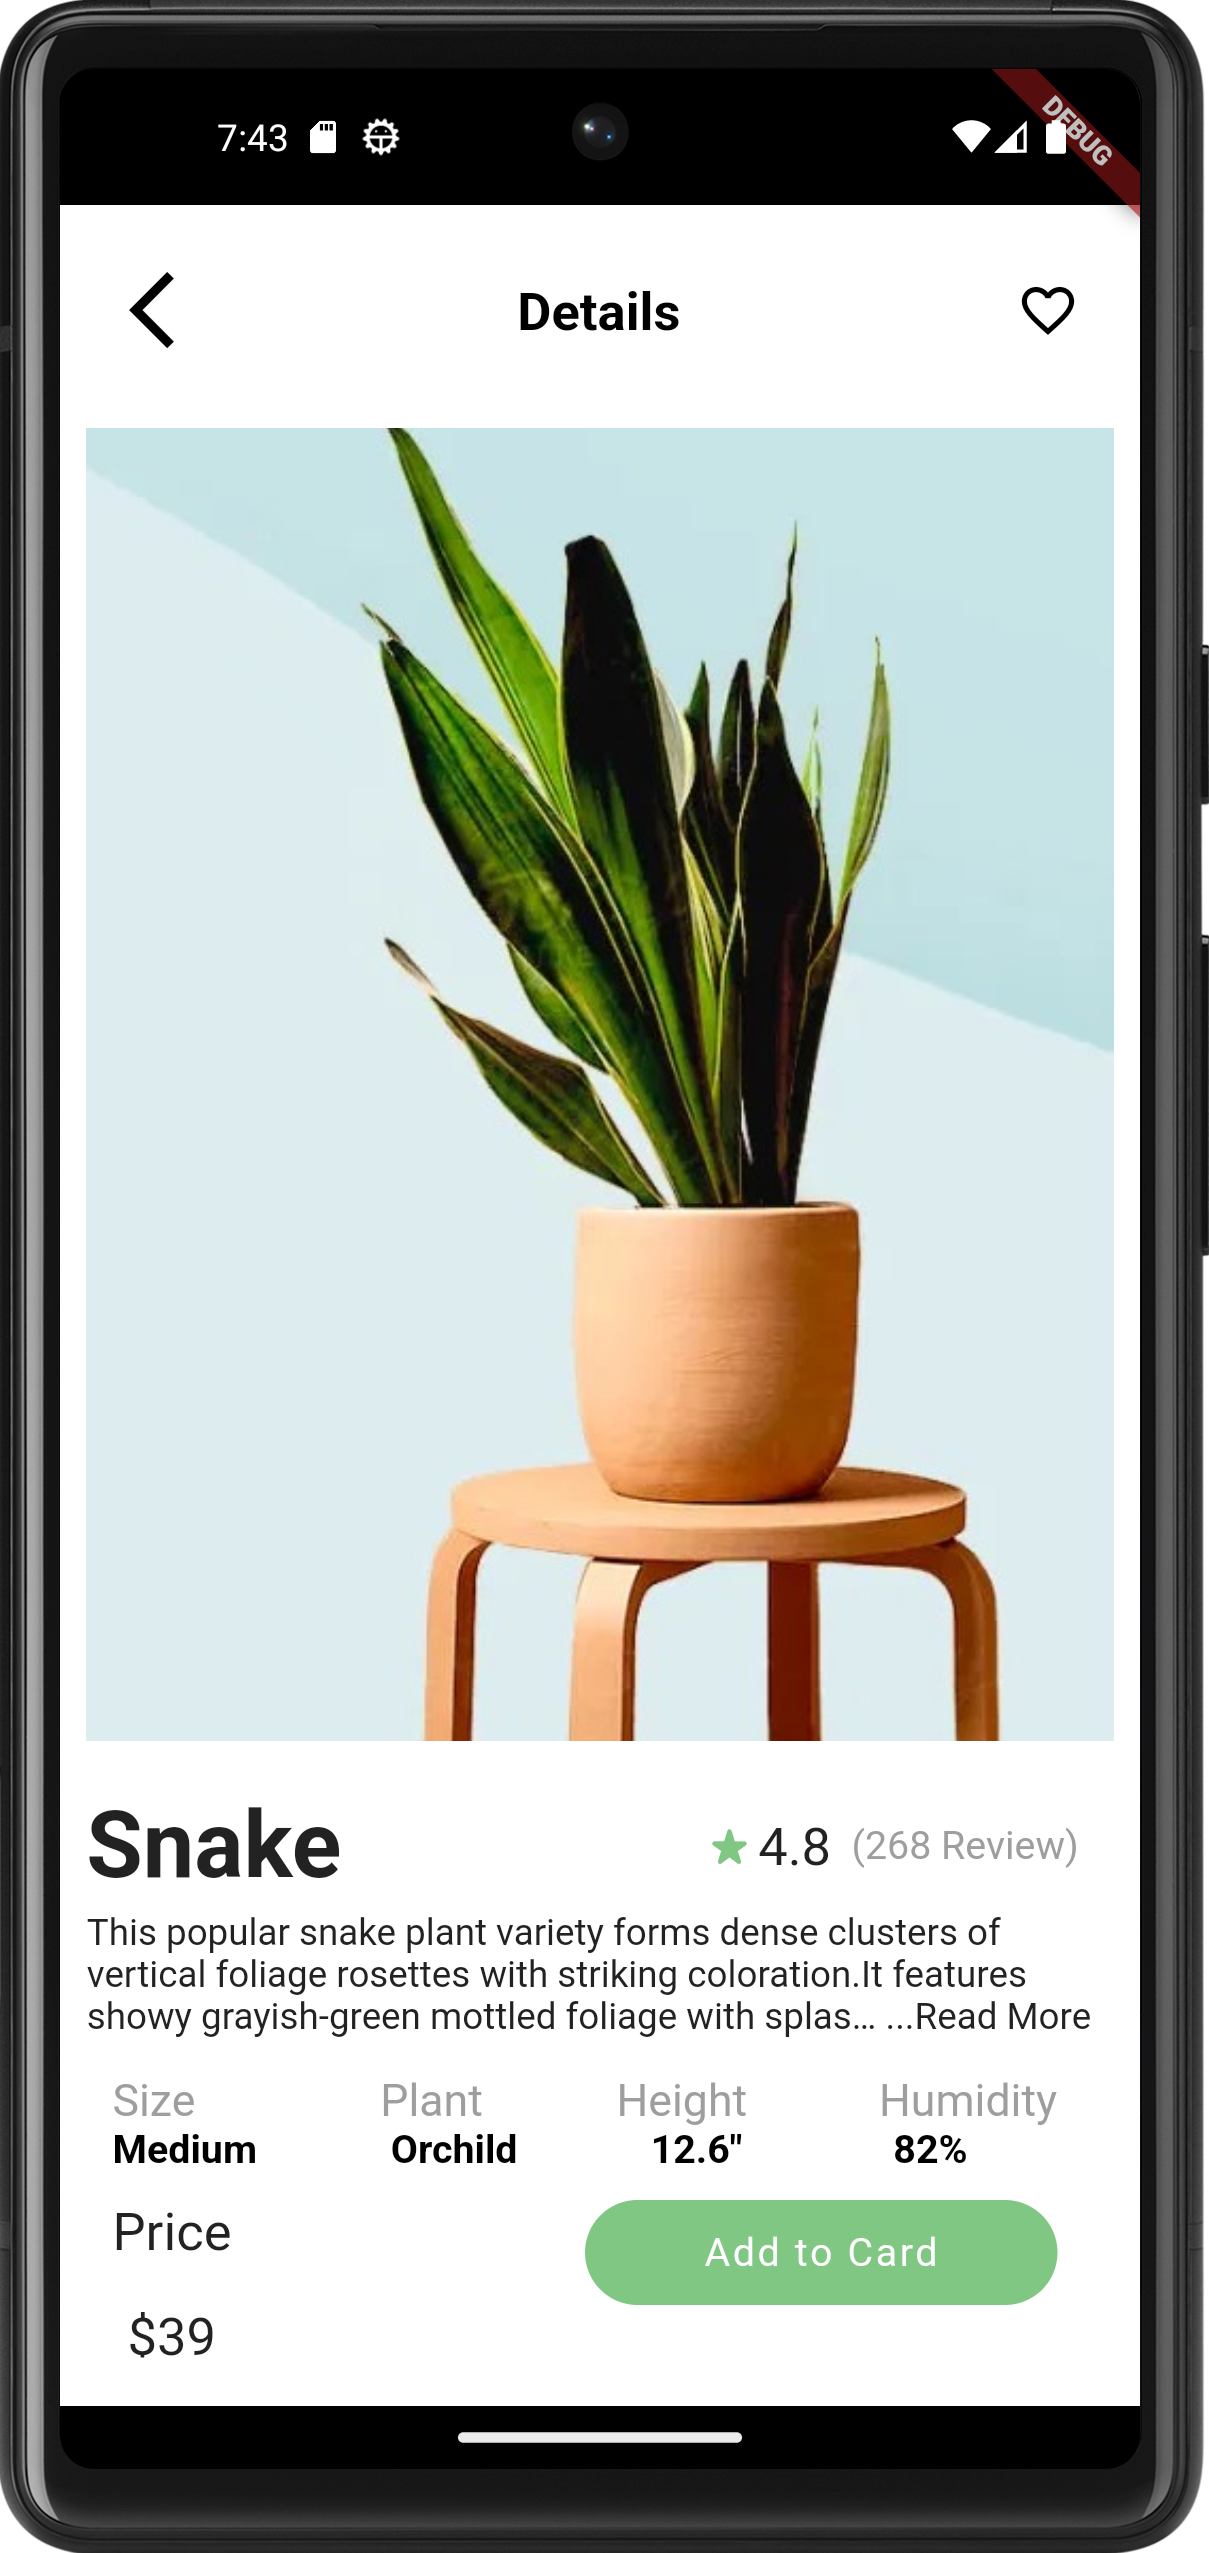 7:43
DEBUG
Details
Snake
4.8 (268 Review)
This popular snake plant variety forms dense clusters of
vertical foliage rosettes with striking coloration.It features
showy grayish-green mottled foliage with splas… ...Read More
Size Plant Height Humidity
Medium Orchild 12.6" 82%
Price
Add to Card
$39